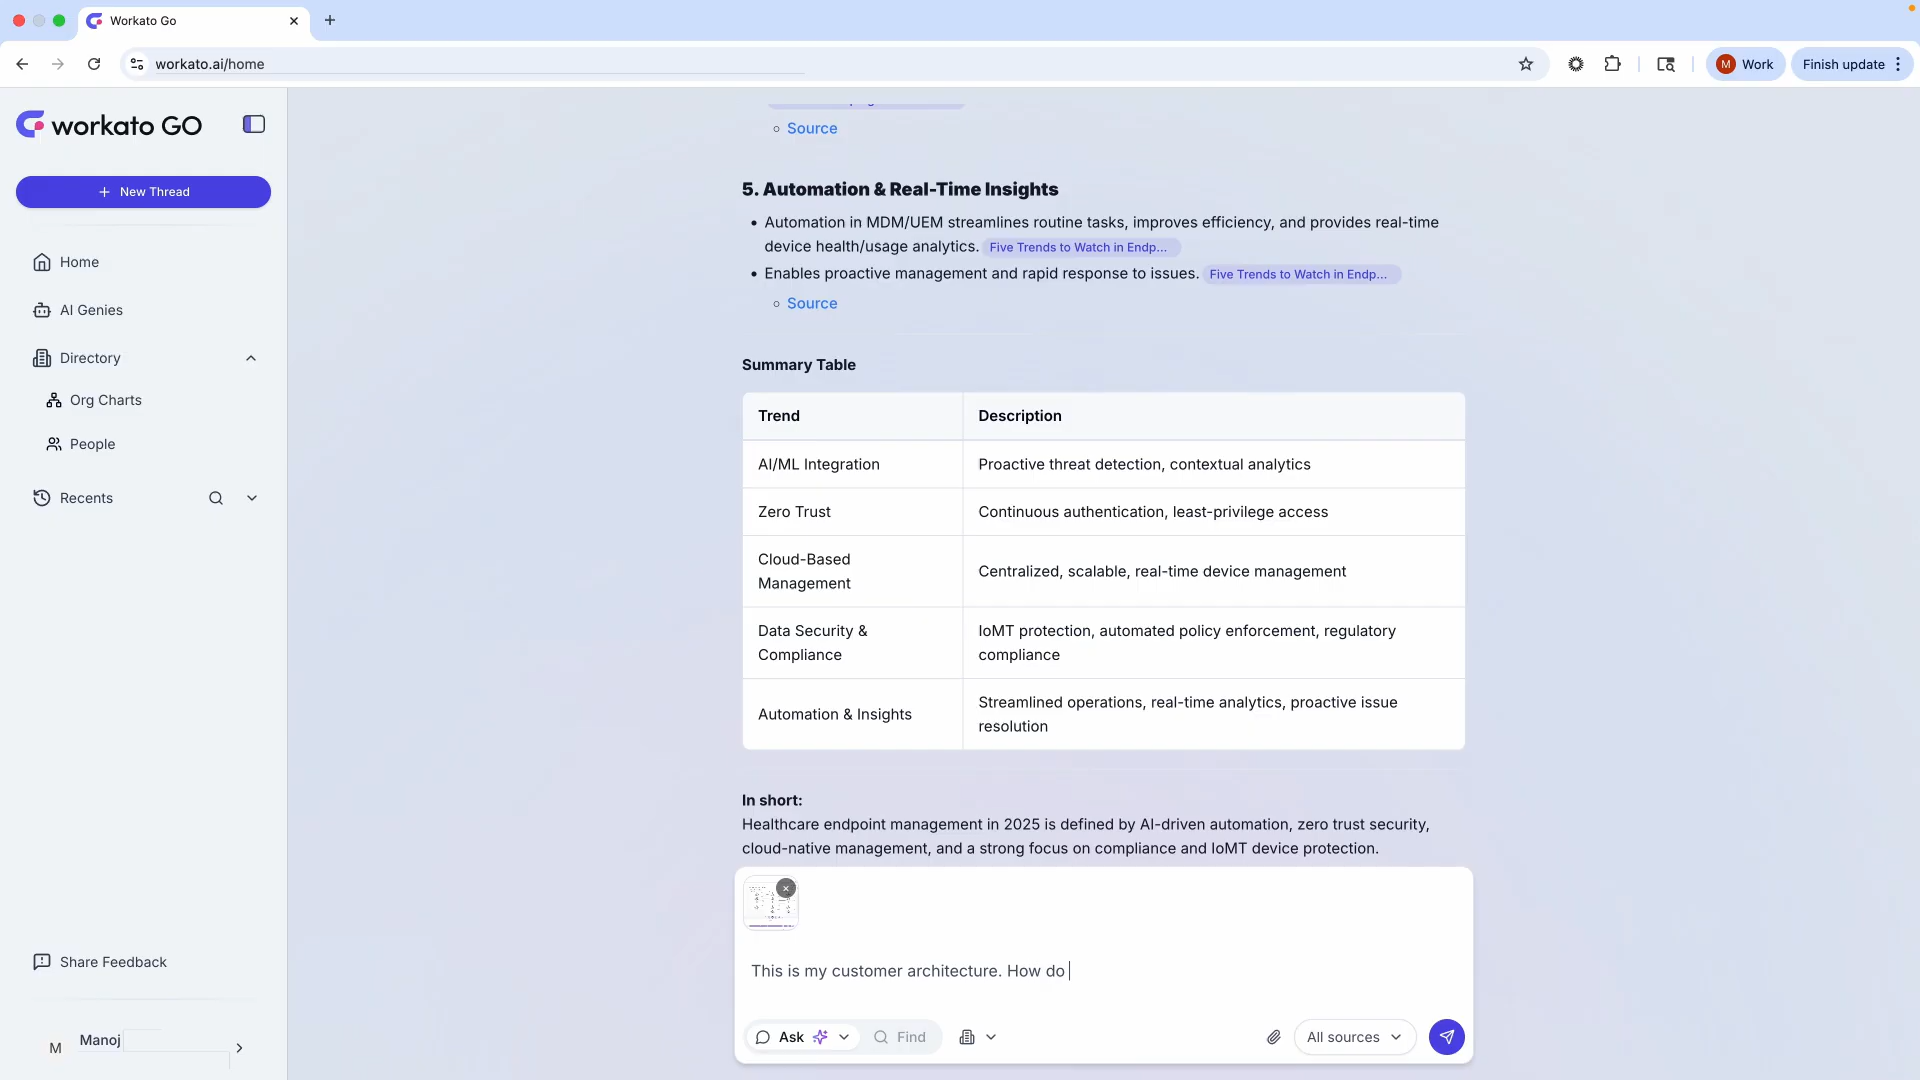 Workato Go
workato.ai/home
M Work
Finish update
workato GO
New Thread
Home
AI Genies
Directory
Org Charts
People
Recents
Share Feedback
M Manoj
Source
5. Automation & Real-Time Insights
Automation in MDM/UEM streamlines routine tasks, improves efficiency, and provides real-time
device health/usage analytics. Five Trends to Watch in Endp...
Enables proactive management and rapid response to issues. Five Trends to Watch in Endp...
Source
Summary Table
Trend Description
AI/ML Integration Proactive threat detection, contextual analytics
Zero Trust Continuous authentication, least-privilege access
Cloud-Based
Management
Centralized, scalable, real-time device management
Data Security &
Compliance
IoMT protection, automated policy enforcement, regulatory
compliance
Automation & Insights
Streamlined operations, real-time analytics, proactive issue
resolution
In short:
Healthcare endpoint management in 2025 is defined by AI-driven automation, zero trust security,
cloud-native management, and a strong focus on compliance and IoMT device protection.
This is my customer architecture. How do
Ask
Find
All sources